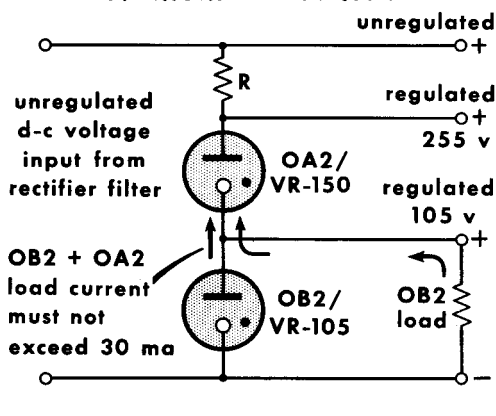 unregulated
+
R
regulated
+
255 v
unregulated
d-c voltage
input from
rectifier filter
OA2/
VR-150
regulated
105 v
+
OB2 + OA2
load current
must not
exceed 30 ma
OB2/
VR-105
OB2
load
−